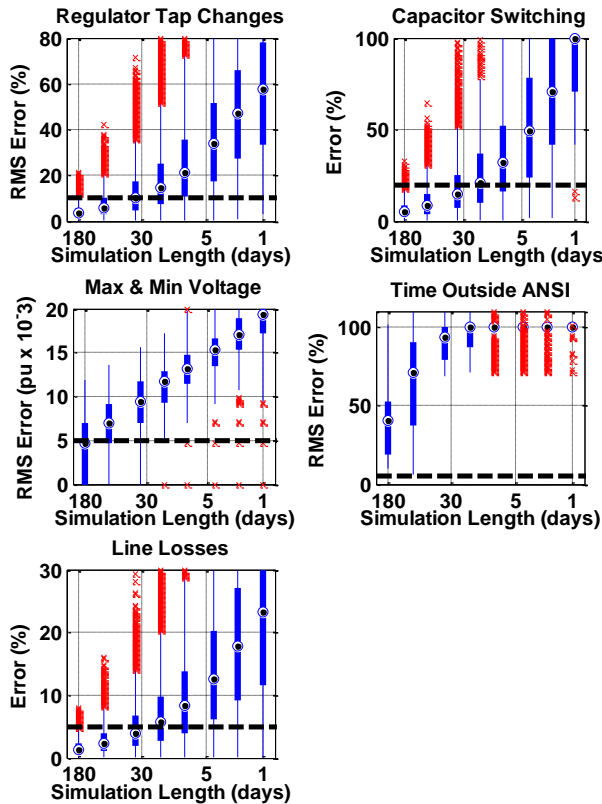 Regulator Tap Changes
RMS Error (%)
80
60
40
20
0
180 30 5 1
Simulation Length (days)
Capacitor Switching
Error (%)
100
50
0
180 30 5 1
Simulation Length (days)
Max & Min Voltage
RMS Error (pu x 10-3)
20
15
10
5
0
180 30 5 1
Simulation Length (days)
Time Outside ANSI
RMS Error (%)
100
50
0
180 30 5 1
Simulation Length (days)
Line Losses
Error (%)
30
20
10
0
180 30 5 1
Simulation Length (days)